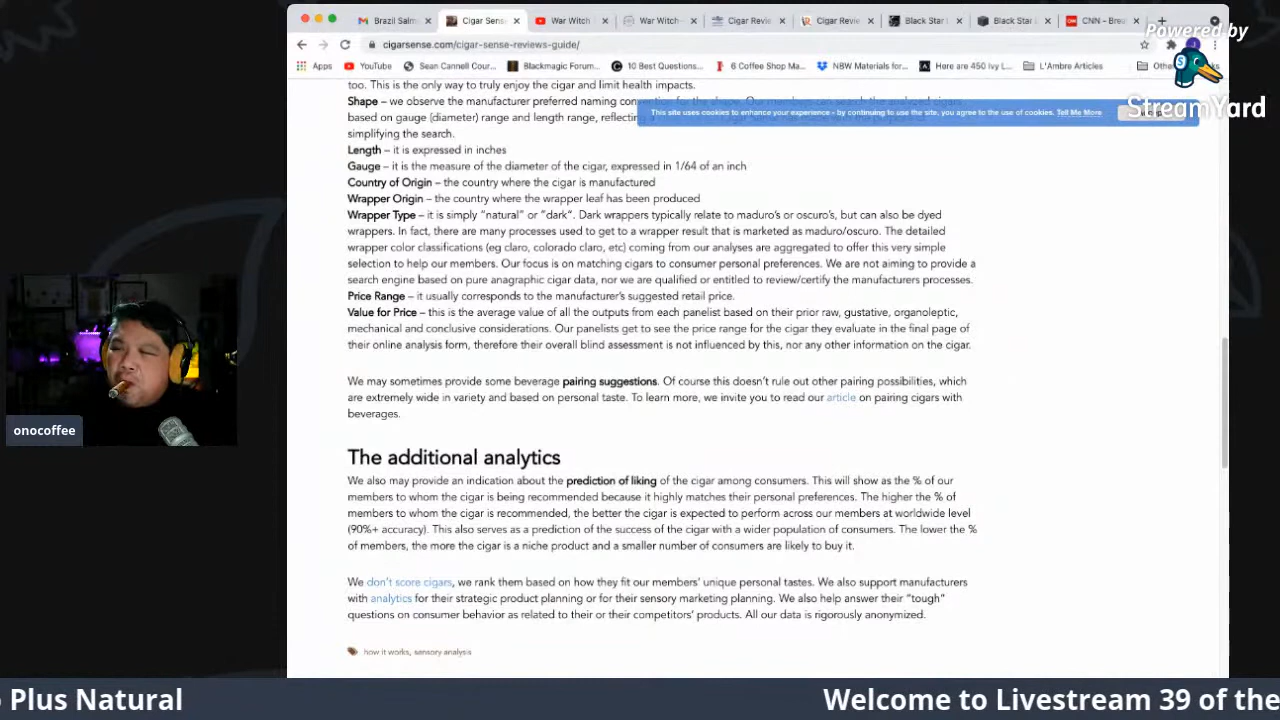 Brazil Salm
Cigar Sens
War Witch
War Witch
Cigar Revie
Cigar Revie
Black Star L
Black Star L
CNN - Bre
Powered by
cigarsense.com/cigar-sense-reviews-guide/
Apps
YouTube
Sean Cannell Cour...
Blackmagic Forum...
10 Best Questions...
6 Coffee Shop Ma...
NBW Materials for...
Here are 450 Ivy L...
L'Ambre Articles
StreamYard
too. This is the only way to truly enjoy the cigar and limit health impacts.
Shape – we observe the manufacturer preferred naming
This site uses cookies to enhance your experience - by continuing to use the site, you agree to the use of cookies. Tell Me More
based on gauge (diameter) range and length range,
simplifying the search.
Length – it is expressed in inches
Gauge – it is the measure of the diameter of the cigar, expressed in 1/64 of an inch
Country of Origin – the country where the cigar is manufactured
Wrapper Origin – the country where the wrapper leaf has been produced
Wrapper Type – it is simply “natural” or “dark”. Dark wrappers typically relate to maduro’s or oscuro’s, but can also be dyed
wrappers. In fact, there are many processes used to get to a wrapper result that is marketed as maduro/oscuro. The detailed
wrapper color classifications (eg claro, colorado claro, etc) coming from our analyses are aggregated to offer this very simple
selection to help our members. Our focus is on matching cigars to consumer personal preferences. We are not aiming to provide a
search engine based on pure anagraphic cigar data, nor we are qualified or entitled to review/certify the manufacturers processes.
Price Range – it usually corresponds to the manufacturer’s suggested retail price.
Value for Price – this is the average value of all the outputs from each panelist based on their prior raw, gustative, organoleptic,
mechanical and conclusive considerations. Our panelists get to see the price range for the cigar they evaluate in the final page of
their online analysis form, therefore their overall blind assessment is not influenced by this, nor any other information on the cigar.
We may sometimes provide some beverage pairing suggestions. Of course this doesn’t rule out other pairing possibilities, which
are extremely wide in variety and based on personal taste. To learn more, we invite you to read our article on pairing cigars with
beverages.
The additional analytics
We also may provide an indication about the prediction of liking of the cigar among consumers. This will show as the % of our
members to whom the cigar is being recommended because it highly matches their personal preferences. The higher the % of
members to whom the cigar is recommended, the better the cigar is expected to perform across our members at worldwide level
(90%+ accuracy). This also serves as a prediction of the success of the cigar with a wider population of consumers. The lower the %
of members, the more the cigar is a niche product and a smaller number of consumers are likely to buy it.
We don’t score cigars, we rank them based on how they fit our members’ unique personal tastes. We also support manufacturers
with analytics for their strategic product planning or for their sensory marketing planning. We also help answer their “tough”
questions on consumer behavior as related to their or their competitors’ products. All our data is rigorously anonymized.
how it works, sensory analysis
onocoffee
o Plus Natural
Welcome to Livestream 39 of the